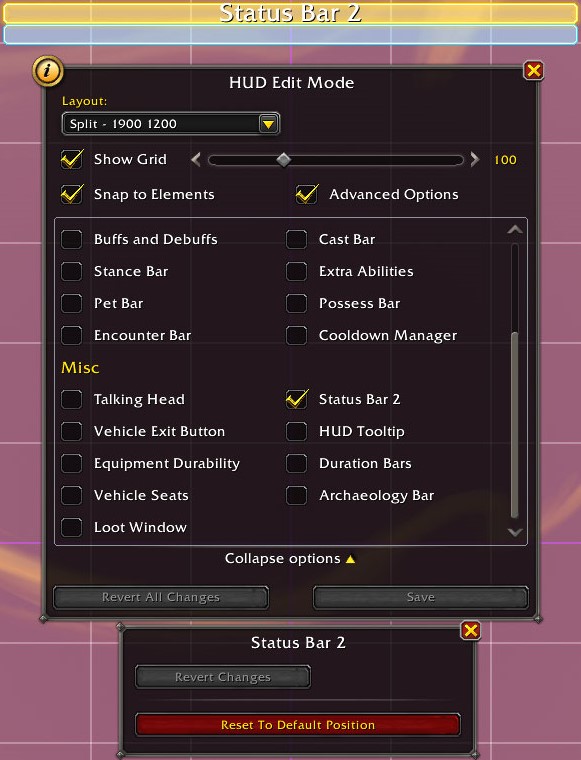 Status Bar 2
i
HUD Edit Mode
Layout:
Split - 1900 1200
Show Grid 100
Snap to Elements Advanced Options
Buffs and Debuffs Cast Bar
Stance Bar Extra Abilities
Pet Bar Possess Bar
Encounter Bar Cooldown Manager
Misc
Talking Head Status Bar 2
Vehicle Exit Button HUD Tooltip
Equipment Durability Duration Bars
Vehicle Seats Archaeology Bar
Loot Window
Collapse options
Revert All Changes Save
Status Bar 2
Revert Changes
Reset To Default Position